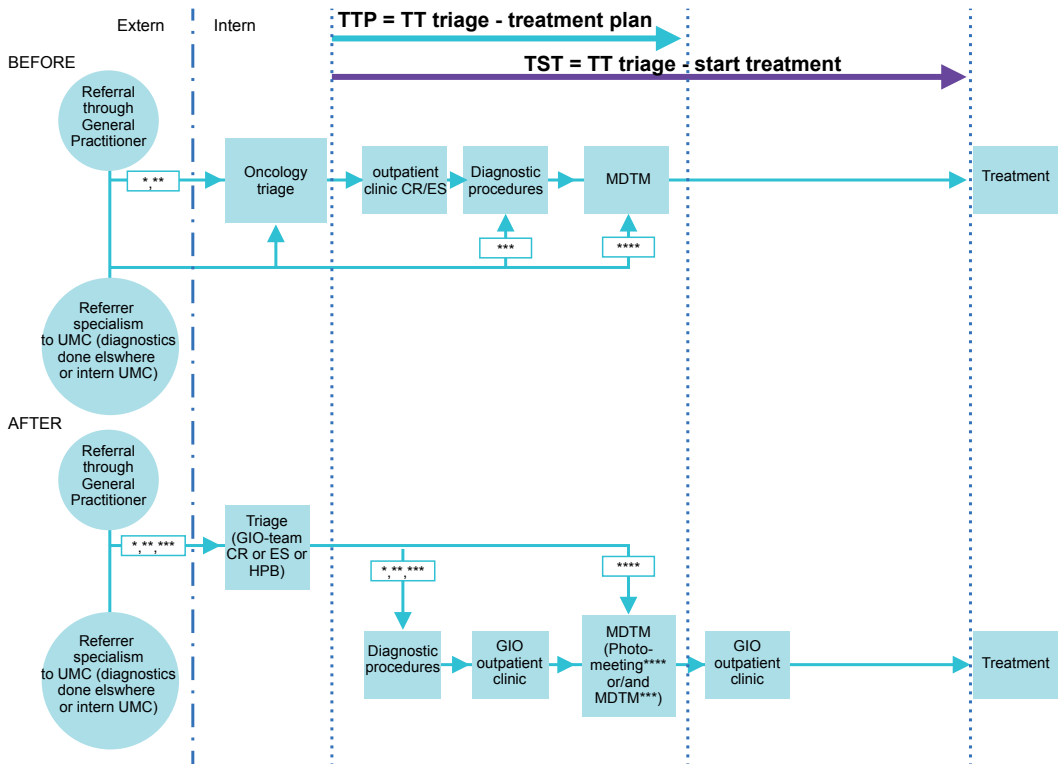 Extern
Intern
TTP = TT triage - treatment plan
TST = TT triage - start treatment
BEFORE
Referral
through
General
Practitioner
*,**
Oncology
triage
outpatient
clinic CR/ES
Diagnostic
procedures
MDTM
Treatment
***
****
Referrer
specialism
to UMC (diagnostics
done elswhere
or intern UMC)
AFTER
Referral
through
General
Practitioner
*,**,***
Triage
(GIO-team
CR or ES or
HPB)
*,**,***
****
Referrer
specialism
to UMC (diagnostics
done elswhere
or intern UMC)
Diagnostic
procedures
GIO
outpatient
clinic
MDTM
(Photo-
meeting****
or/and
MDTM***)
GIO
outpatient
clinic
Treatment